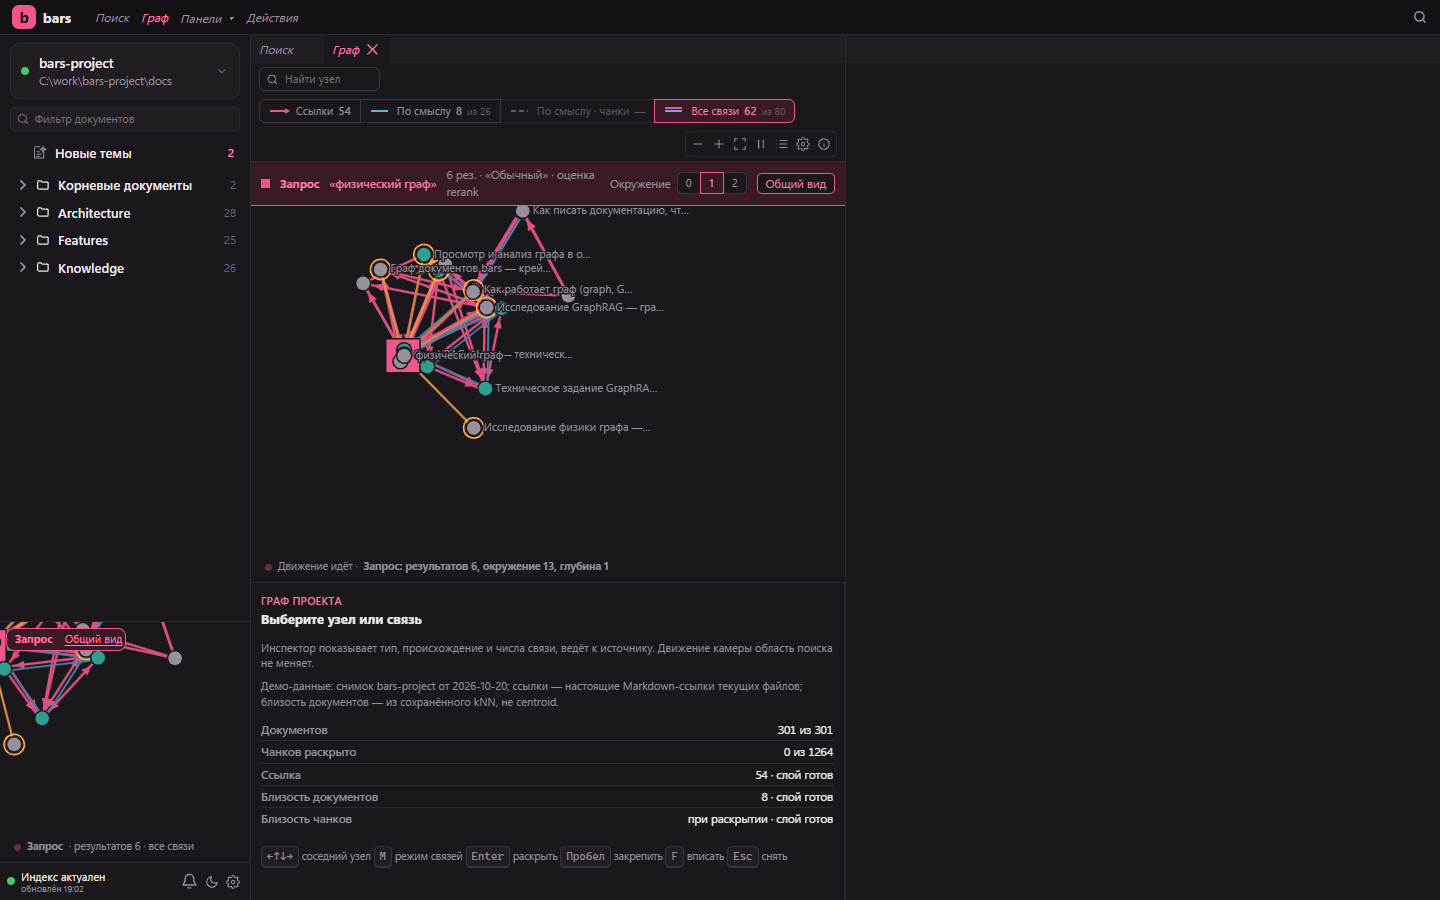 b bars Поиск Граф Панели Действия
bars-project
C:\work\bars-project\docs
Фильтр документов
Новые темы 2
Корневые документы 2
Architecture 28
Features 25
Knowledge 26
Запрос Общий вид
Запрос · результатов 6 · все связи
Индекс актуален
обновлён 19:02
Поиск Граф
Найти узел
Ссылки 54 По смыслу 8 из 26 По смыслу · чанки — Все связи 62 из 80
Запрос «физический граф» 6 рез. · «Обычный» · оценка
rerank
Окружение 0 1 2 Общий вид
Как писать документацию, чт...
Просмотр и анализ графа в о...
Граф документов bars — крей...
Как работает граф (graph, G...
Исследование GraphRAG — гра...
физический граф — техническ...
Техническое задание GraphRA...
Исследование физики графа —...
Движение идёт · Запрос: результатов 6, окружение 13, глубина 1
ГРАФ ПРОЕКТА
Выберите узел или связь
Инспектор показывает тип, происхождение и числа связи, ведёт к источнику. Движение камеры область поиска
не меняет.
Демо-данные: снимок bars-project от 2026-10-20; ссылки — настоящие Markdown-ссылки текущих файлов;
близость документов — из сохранённого kNN, не centroid.
Документов 301 из 301
Чанков раскрыто 0 из 1264
Ссылка 54 · слой готов
Близость документов 8 · слой готов
Близость чанков при раскрытии · слой готов
←↑↓→ соседний узел M режим связей Enter раскрыть Пробел закрепить F вписать Esc снять